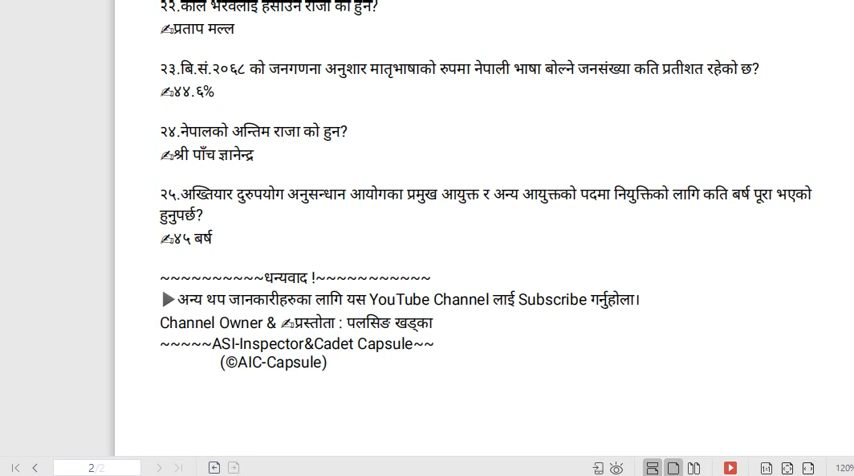 २२.काल भैरवलाई हसाउने राजा को हुन?
✍प्रताप मल्ल
२३.बि.सं.२०६८ को जनगणना अनुशार मातृभाषाको रुपमा नेपाली भाषा बोल्ने जनसंख्या कति प्रतीशत रहेको छ?
✍४४.६%
२४.नेपालको अन्तिम राजा को हुन?
✍श्री पाँच ज्ञानेन्द्र
२५.अख्तियार दुरुपयोग अनुसन्धान आयोगका प्रमुख आयुक्त र अन्य आयुक्तको पदमा नियुक्तिको लागि कति बर्ष पूरा भएको
हुनुपर्छ?
✍४५ बर्ष
~~~~~~~~~~धन्यवाद !~~~~~~~~~~~
▶अन्य थप जानकारीहरुका लागि यस YouTube Channel लाई Subscribe गर्नुहोला।
Channel Owner & ✍प्रस्तोता : पलसिङ खड्का
~~~~~ASI-Inspector&Cadet Capsule~~
(©AIC-Capsule)
2/2
120%